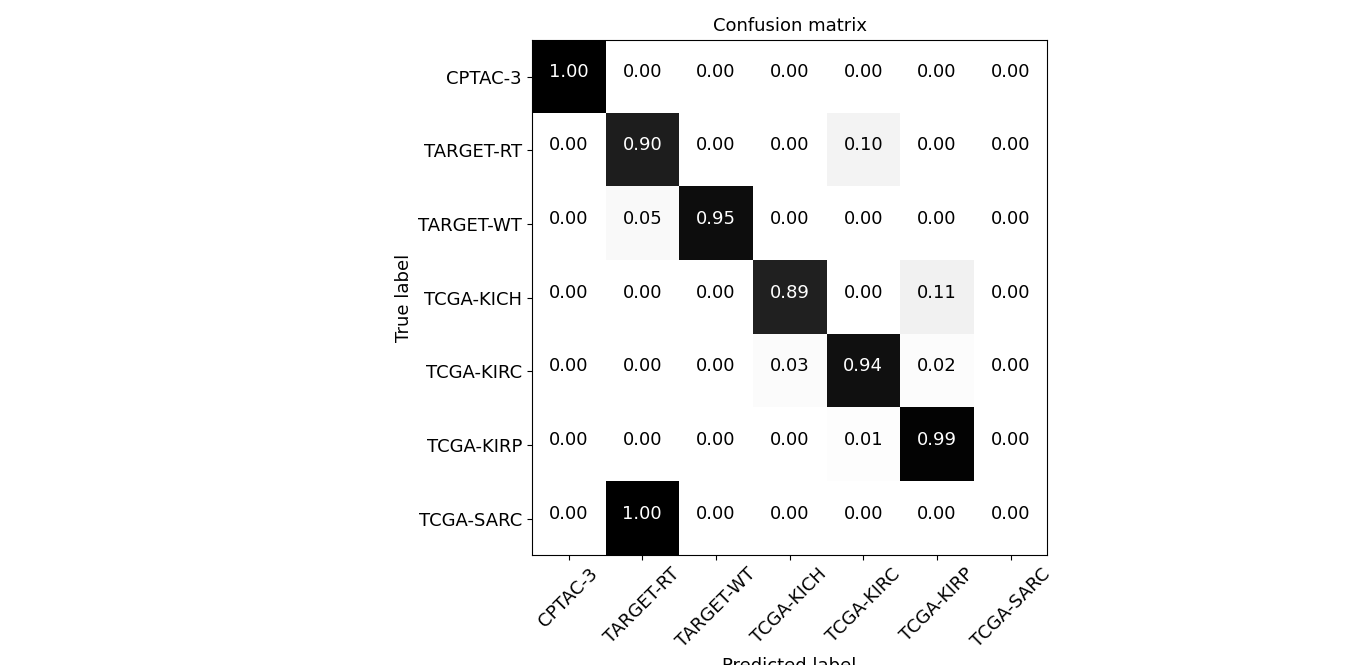 Confusion matrix
CPTAC-3 1.00 0.00 0.00 0.00 0.00 0.00 0.00
TARGET-RT 0.00 0.90 0.00 0.00 0.10 0.00 0.00
TARGET-WT 0.00 0.05 0.95 0.00 0.00 0.00 0.00
TCGA-KICH 0.00 0.00 0.00 0.89 0.00 0.11 0.00
TCGA-KIRC 0.00 0.00 0.00 0.03 0.94 0.02 0.00
TCGA-KIRP 0.00 0.00 0.00 0.00 0.01 0.99 0.00
TCGA-SARC 0.00 1.00 0.00 0.00 0.00 0.00 0.00
True label
CPTAC-3 TARGET-RT TARGET-WT TCGA-KICH TCGA-KIRC TCGA-KIRP TCGA-SARC
Predicted label